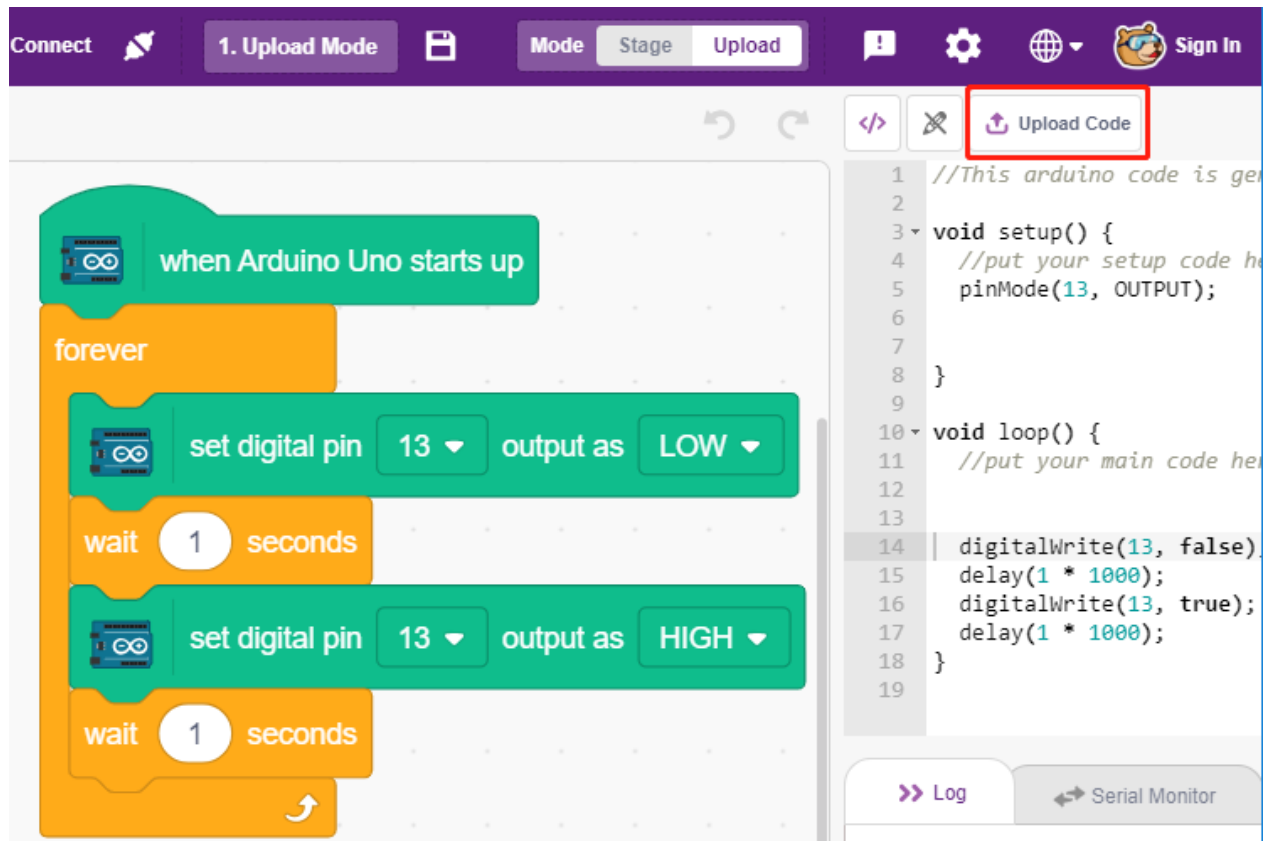 Connect 1. Upload Mode Mode Stage Upload Sign In
Upload Code
when Arduino Uno starts up
forever
set digital pin 13 output as LOW
wait 1 seconds
set digital pin 13 output as HIGH
wait 1 seconds
1 //This arduino code is ge
2
3 void setup() {
4 //put your setup code h
5 pinMode(13, OUTPUT);
6
7
8 }
9
10 void loop() {
11 //put your main code he
12
13
14 digitalWrite(13, false)
15 delay(1 * 1000);
16 digitalWrite(13, true);
17 delay(1 * 1000);
18 }
19
Log Serial Monitor